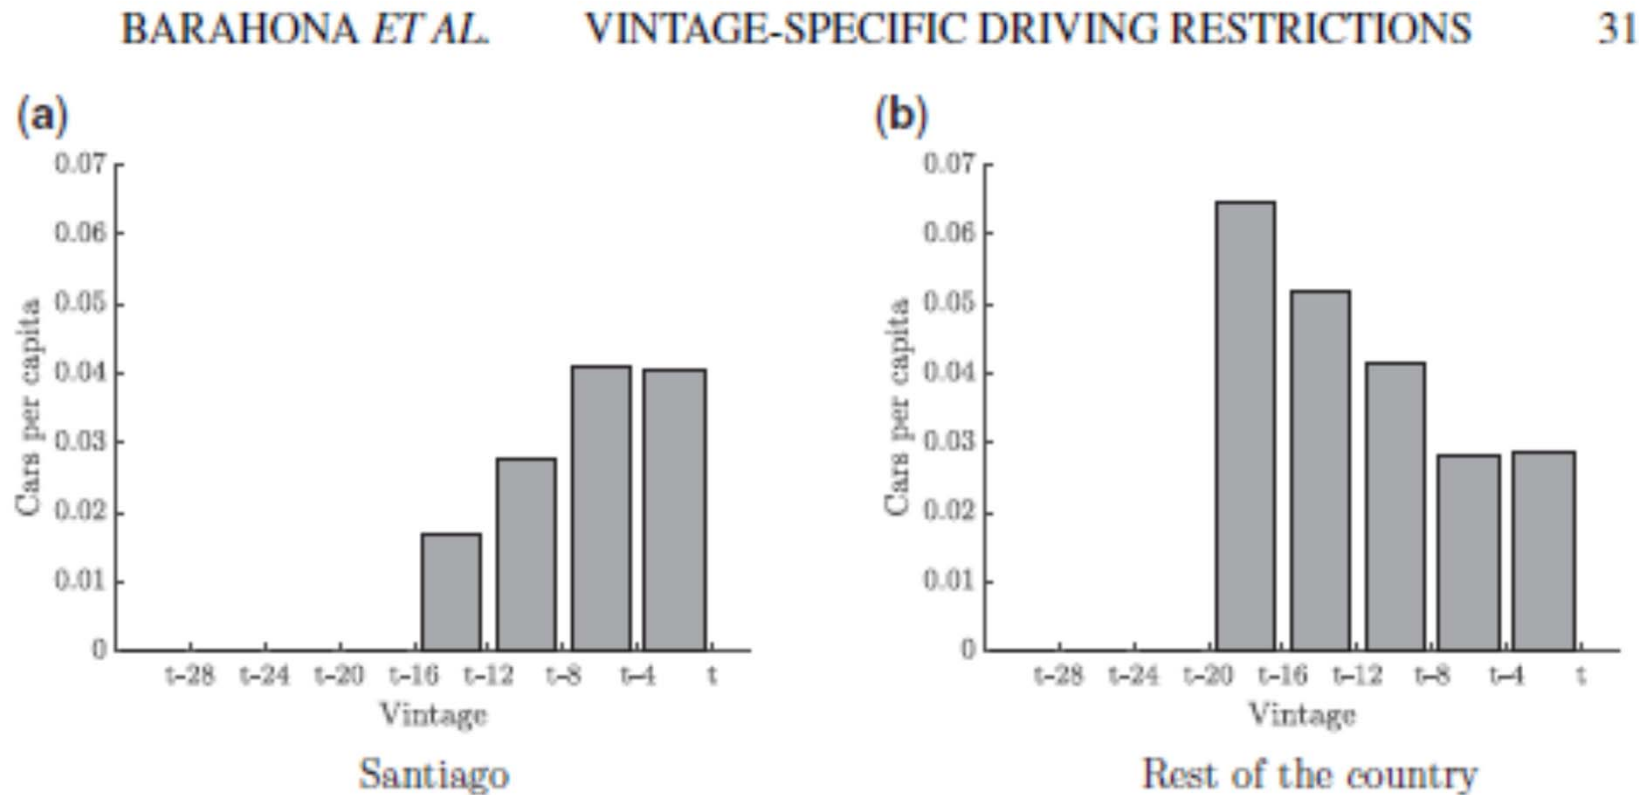 BARAHONA ET AL. VINTAGE-SPECIFIC DRIVING RESTRICTIONS 31
(a)
0.07
0.06
0.05
0.04
0.03
0.02
0.01
0
Cars per capita
t-28 t-24 t-20 t-16 t-12 t-8 t-4 t
Vintage
Santiago
(b)
0.07
0.06
0.05
0.04
0.03
0.02
0.01
0
Cars per capita
t-28 t-24 t-20 t-16 t-12 t-8 t-4 t
Vintage
Rest of the country